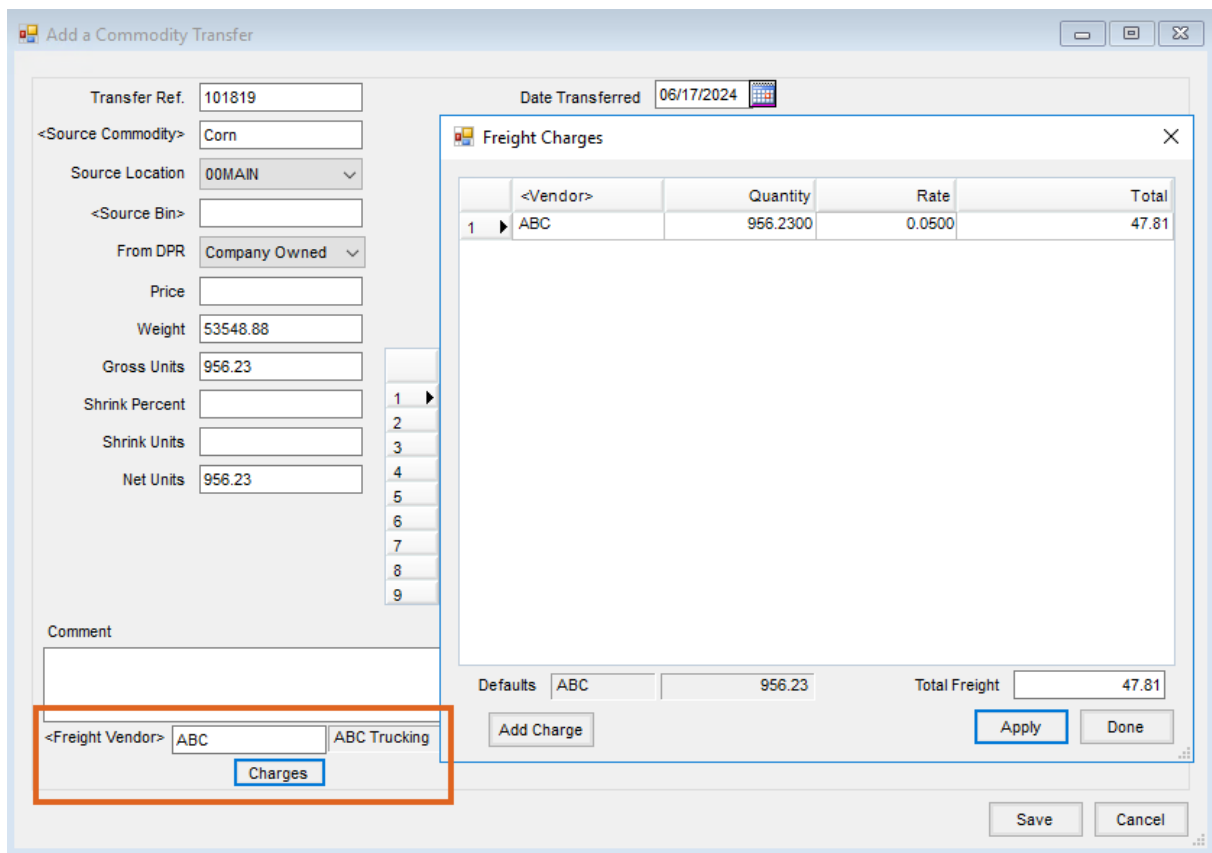 Add a Commodity Transfer
Transfer Ref. 101819
Date Transferred 06/17/2024
<Source Commodity> Corn
Source Location 00MAIN
<Source Bin>
From DPR Company Owned
Price
Weight 53548.88
Gross Units 956.23
Shrink Percent
Shrink Units
Net Units 956.23
1
2
3
4
5
6
7
8
9
Comment
<Freight Vendor> ABC ABC Trucking
Charges
Freight Charges
<Vendor> Quantity Rate Total
1 ABC 956.2300 0.0500 47.81
Defaults ABC 956.23 Total Freight 47.81
Add Charge Apply Done
Save Cancel